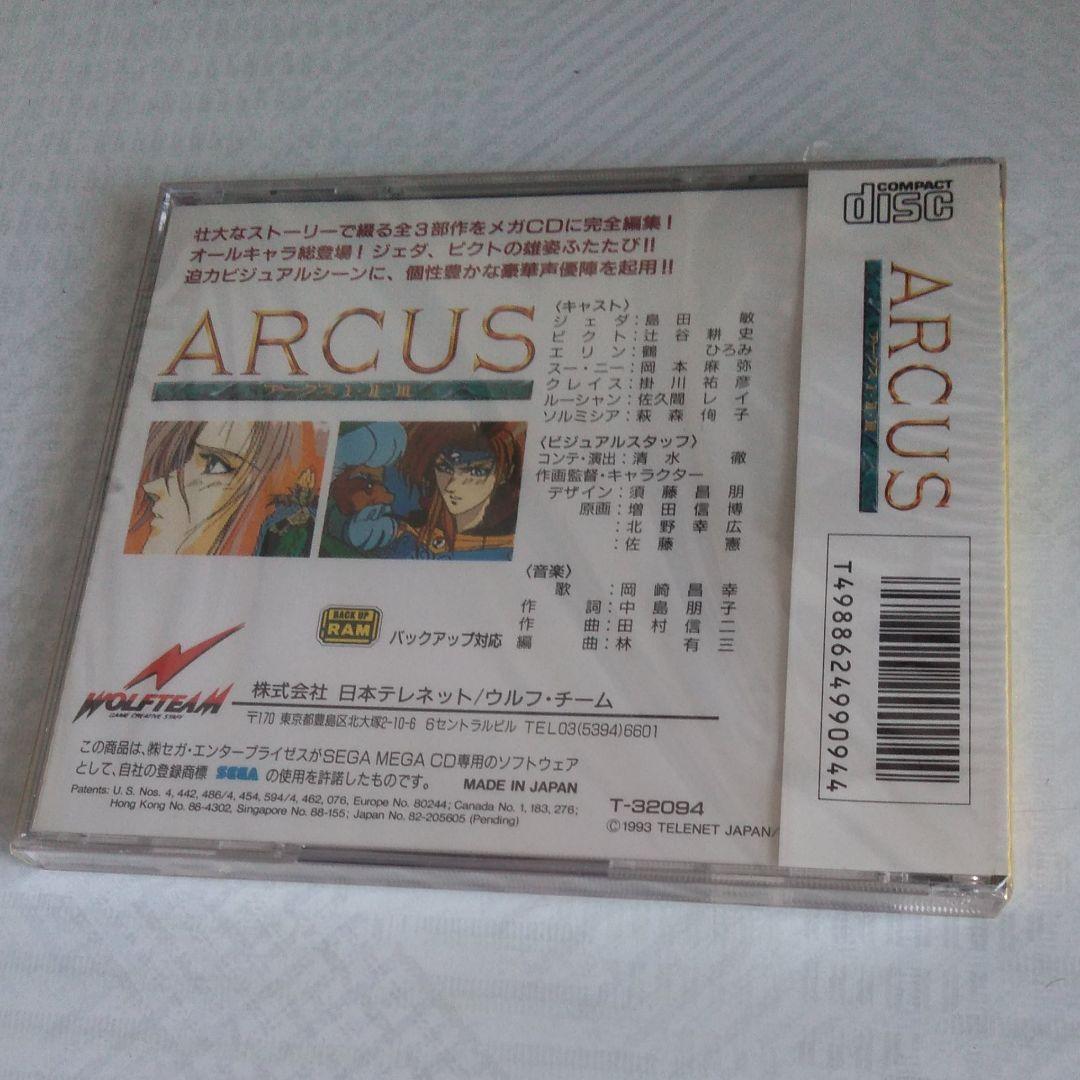 壮大なストーリーで綴る全3部作をメガCDに完全編集!
オールキャラ総登場! ジェダ、ピクトの雄姿ふたたび!!
迫力ビジュアルシーンに、個性豊かな豪華声優陣を起用!!
ARCUS
アークスⅠ・Ⅱ・Ⅲ
〈キャスト〉
ジェダ:島田 敏
ピクト:辻谷耕史
エリン:鶴 ひろみ
スー・ニー:岡本麻弥
クレイス:掛川祐彦
ルーシャン:佐久間レイ
ソルミシア:萩森侚子
〈ビジュアルスタッフ〉
コンテ・演出:清水 徹
作画監督・キャラクター
デザイン:須藤昌朋
原画:増田信博
:北野幸広
:佐藤 憲
〈音楽〉
歌:岡崎昌幸
作詞:中島朋子
作曲:田村信二
編曲:林 有三
BACK UP
RAM
バックアップ対応
WOLFTEAM
GAME CREATIVE STAFF
株式会社 日本テレネット/ウルフ・チーム
〒170 東京都豊島区北大塚2-10-6 6セントラルビル TEL03(5394)6601
この商品は、㈱セガ・エンタープライゼスがSEGA MEGA CD専用のソフトウェア
として、自社の登録商標 SEGA の使用を許諾したものです。
MADE IN JAPAN
Patents: U.S. Nos. 4,442,486/4,454,594/4,462,076, Europe No. 80244; Canada No. 1,183,276;
Hong Kong No. 88-4302, Singapore No. 88-155; Japan No. 82-205605 (Pending)
T-32094
©1993 TELENET JAPAN/
COMPACT
disc
ARCUS
アークスⅠ・Ⅱ・Ⅲ
T4988624990944